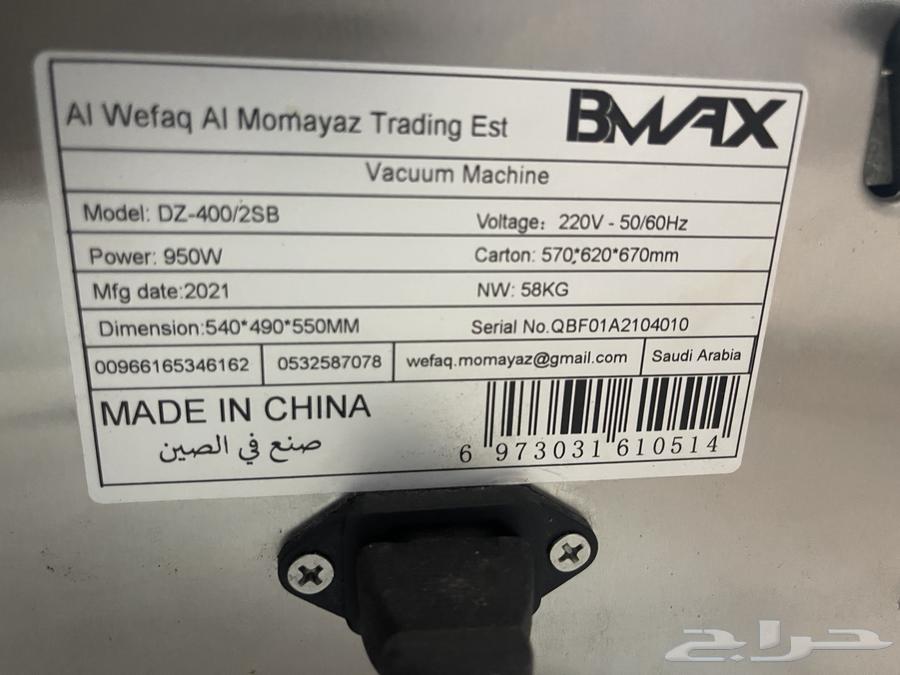 Al Wefaq Al Momayaz Trading Est BMAX
Vacuum Machine
Model: DZ-400/2SB Voltage: 220V - 50/60Hz
Power: 950W Carton: 570*620*670mm
Mfg date:2021 NW: 58KG
Dimension:540*490*550MM Serial No.QBF01A2104010
00966165346162 0532587078 wefaq.momayaz@gmail.com Saudi Arabia
MADE IN CHINA
صنع في الصين
6 973031 610514
حراج